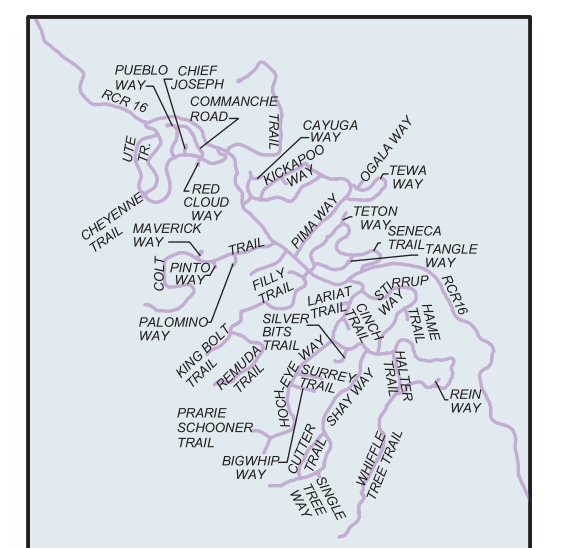 PUEBLO
WAY
CHIEF
JOSEPH
RCR 16
COMMANCHE
ROAD
TRAIL
CAYUGA
WAY
OGALA WAY
UTE
TR.
KICKAPOO
WAY
TEWA
WAY
RED
CLOUD
WAY
CHEYENNE
TRAIL
PIMA WAY
TETON
WAY
MAVERICK
WAY
TRAIL
SENECA
TRAIL
TANGLE
WAY
COLT
PINTO
WAY
FILLY
TRAIL
STIRRUP
WAY
RCR16
LARIAT
TRAIL
CINCH
TRAIL
HAME
TRAIL
PALOMINO
WAY
SILVER
BITS
TRAIL
KING BOLT
TRAIL
REMUDA
TRAIL
HOCH-EYE WAY
SURREY
TRAIL
SHAY WAY
HALTER
TRAIL
REIN
WAY
PRARIE
SCHOONER
TRAIL
BIGWHIP
WAY
CUTTER
TRAIL
WHIFFLE
TREE TRAIL
SINGLE
TREE
WAY